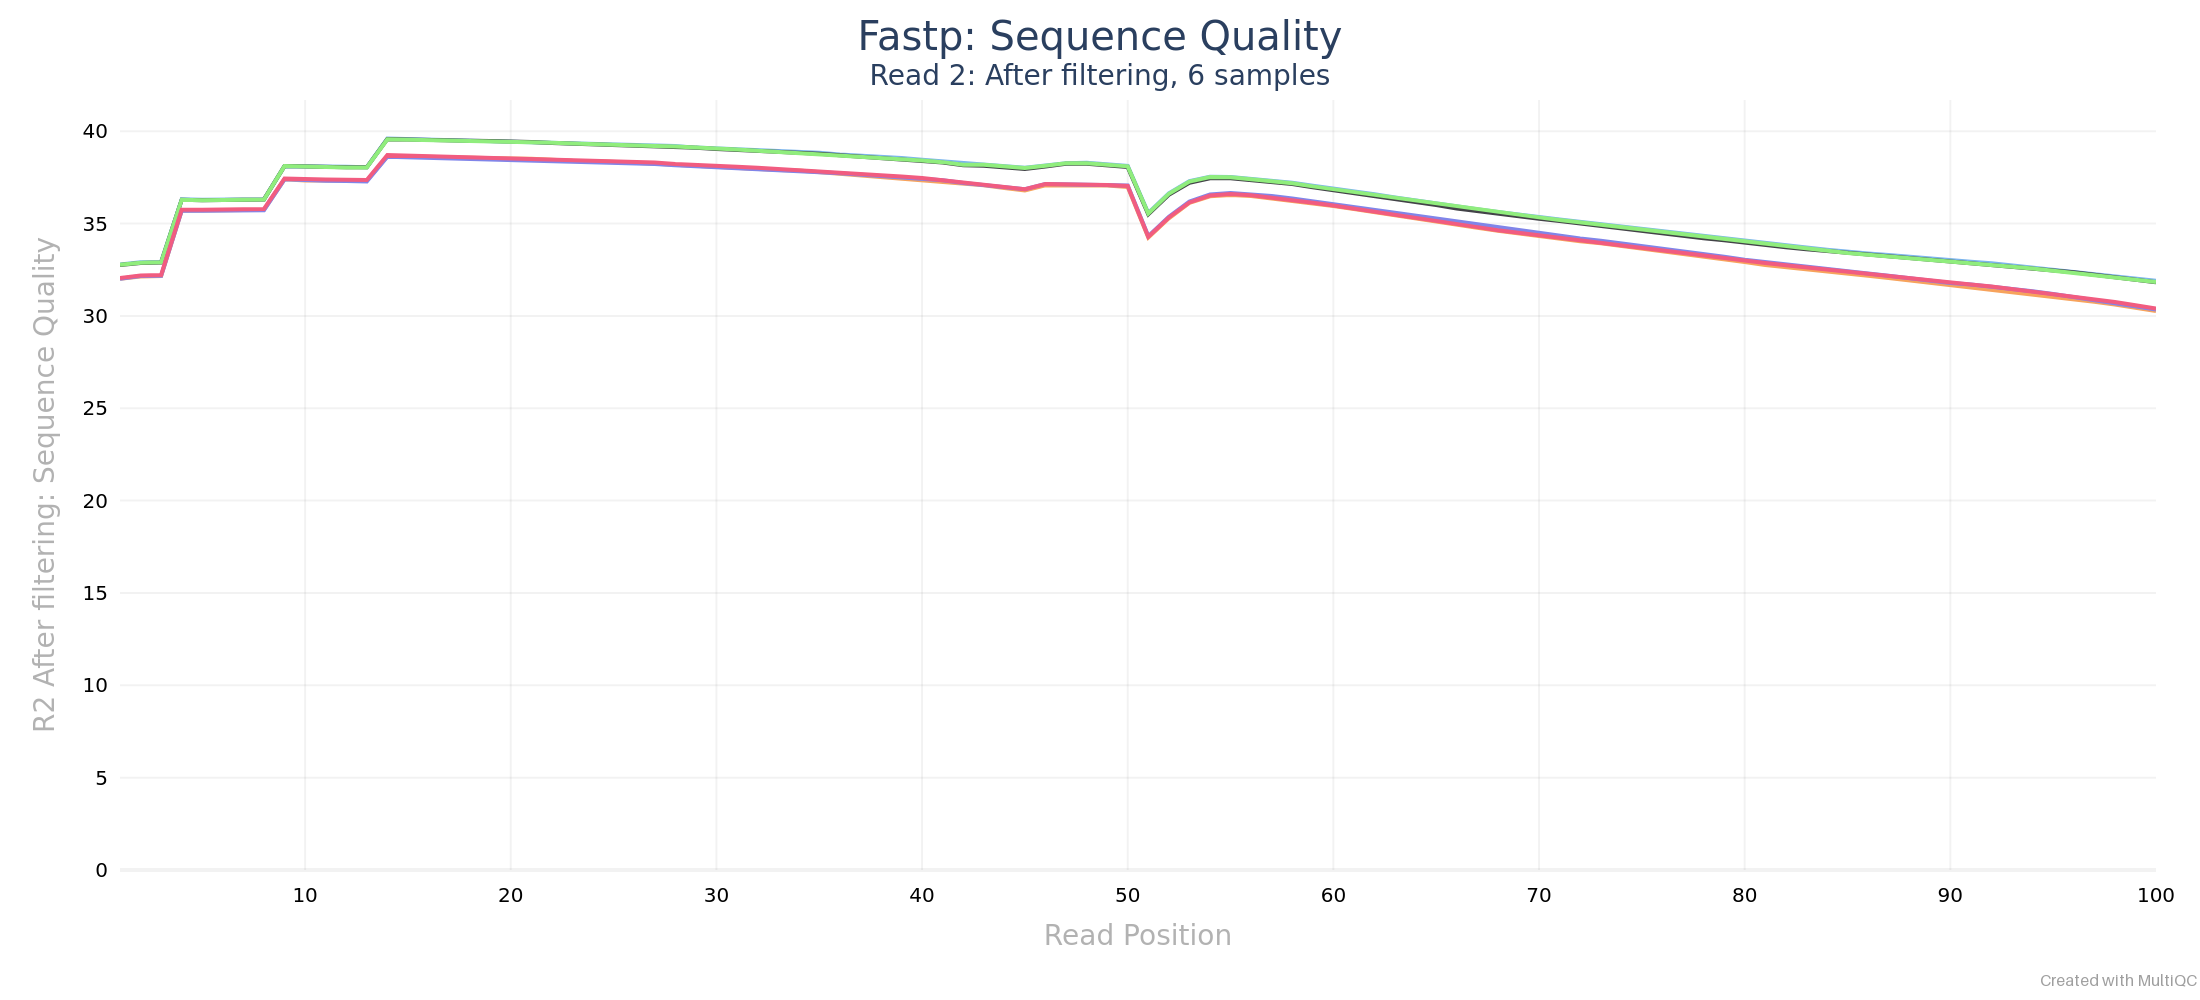 Fastp: Sequence Quality
Read 2: After filtering, 6 samples
R2 After filtering: Sequence Quality
40
35
30
25
20
15
10
5
0
10 20 30 40 50 60 70 80 90 100
Read Position
Created with MultiQC